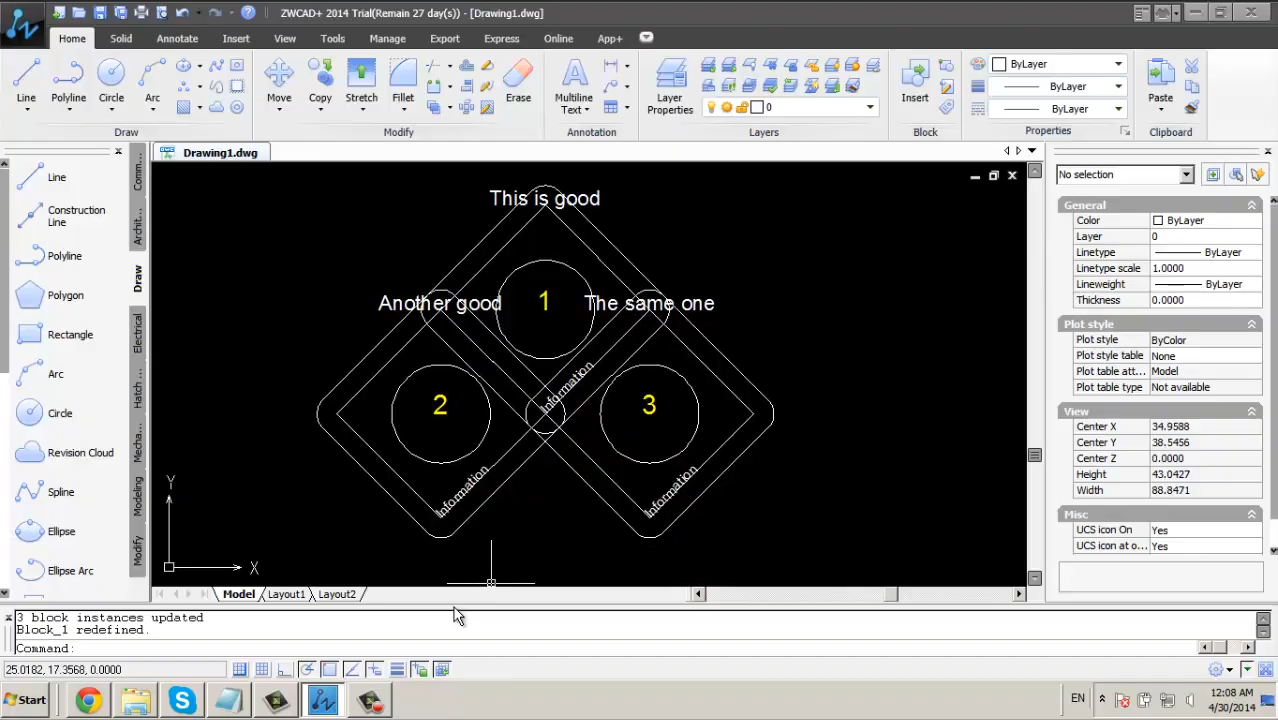 ZWCAD+ 2014 Trial(Remain 27 day(s)) - [Drawing1.dwg]
Home Solid Annotate Insert View Tools Manage Export Express Online App+
Line Polyline Circle Arc
Move Copy Stretch Fillet Erase
Multiline Text
Layer Properties
0
Insert
ByLayer
ByLayer
ByLayer
Paste
Draw Modify Annotation Layers Block Properties Clipboard
Drawing1.dwg
Line
Construction Line
Polyline
Polygon
Rectangle
Arc
Circle
Revision Cloud
Spline
Ellipse
Ellipse Arc
Comm...
Archit...
Draw
Electrical
Hatch ...
Mecha...
Modeling
Modify
This is good
Another good
1
The same one
Information
2
3
Information
Information
Y
X
No selection
General
Color ByLayer
Layer 0
Linetype ByLayer
Linetype scale 1.0000
Lineweight ByLayer
Thickness 0.0000
Plot style
Plot style ByColor
Plot style table None
Plot table att... Model
Plot table type Not available
View
Center X 34.9588
Center Y 38.5456
Center Z 0.0000
Height 43.0427
Width 88.8471
Misc
UCS icon On Yes
UCS icon at o... Yes
Model Layout1 Layout2
3 block instances updated
Block_1 redefined.
Command:
25.0182, 17.3568, 0.0000
Start
EN
12:08 AM
4/30/2014